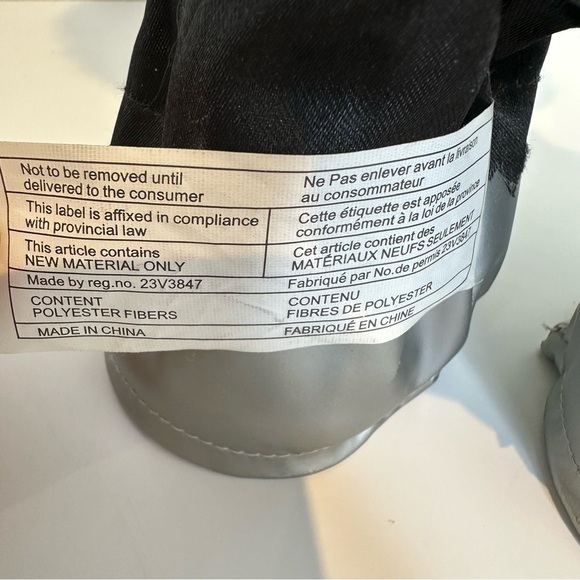 Not to be removed until
delivered to the consumer
Ne Pas enlever avant la livraison
au consommateur
This label is affixed in compliance
with provincial law
Cette étiquette est apposée
conformément à la loi de la province
This article contains
NEW MATERIAL ONLY
Cet article contient des
MATÉRIAUX NEUFS SEULEMENT
Made by reg.no. 23V3847
Fabriqué par No.de permis 23V3847
CONTENT
POLYESTER FIBERS
CONTENU
FIBRES DE POLYESTER
MADE IN CHINA
FABRIQUÉ EN CHINE